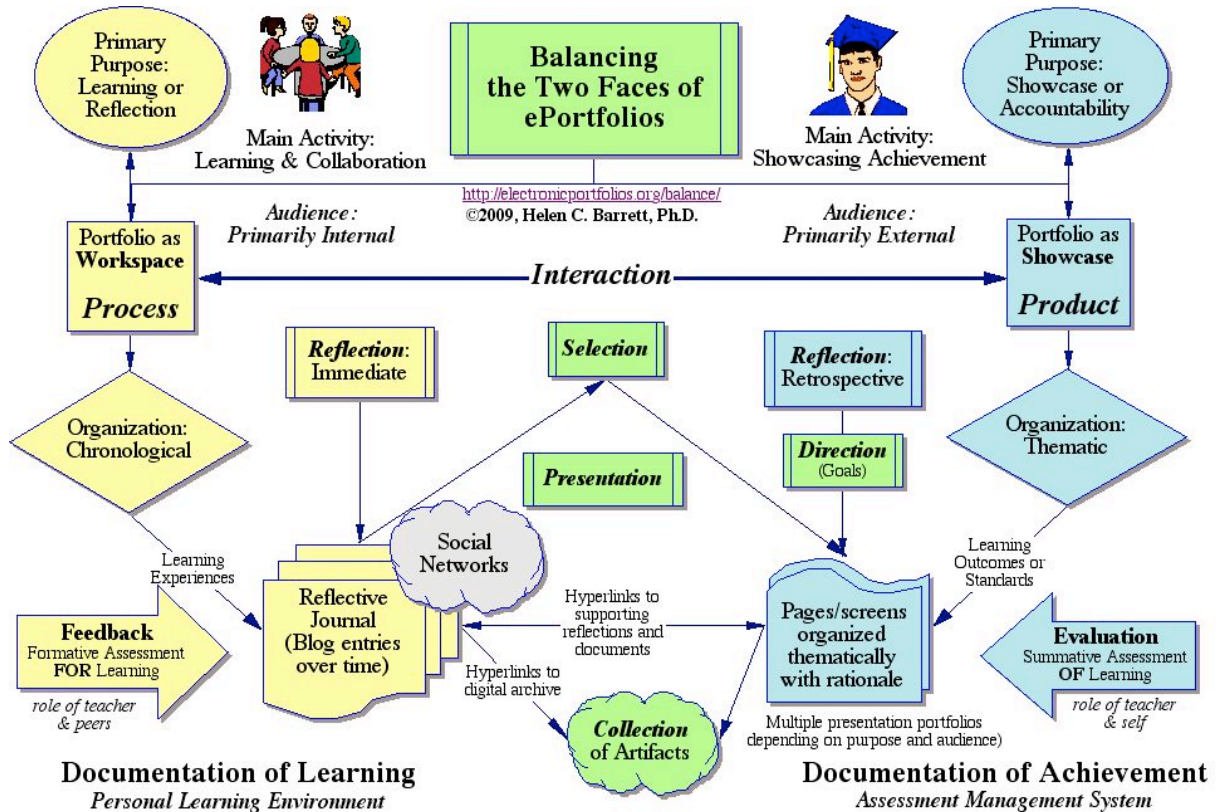 Primary
Purpose:
Learning or
Reflection
Main Activity:
Learning & Collaboration
Balancing
the Two Faces of
ePortfolios
Main Activity:
Showcasing Achievement
Primary
Purpose:
Showcase or
Accountability
http://electronicportfolios.org/balance/
©2009, Helen C. Barrett, Ph.D.
Audience:
Primarily Internal
Audience:
Primarily External
Portfolio as
Workspace
Process
Interaction
Portfolio as
Showcase
Product
Reflection:
Immediate
Selection
Reflection:
Retrospective
Organization:
Chronological
Presentation
Direction
(Goals)
Organization:
Thematic
Learning
Experiences
Social
Networks
Learning
Outcomes or
Standards
Feedback
Formative Assessment
FOR Learning
role of teacher
& peers
Reflective
Journal
(Blog entries
over time)
Hyperlinks to
supporting
reflections and
documents
Hyperlinks to
digital archive
Pages/screens
organized
thematically
with rationale
Evaluation
Summative Assessment
OF Learning
role of teacher
& self
Collection
of Artifacts
Multiple presentation portfolios
depending on purpose and audience)
Documentation of Learning
Personal Learning Environment
Documentation of Achievement
Assessment Management System